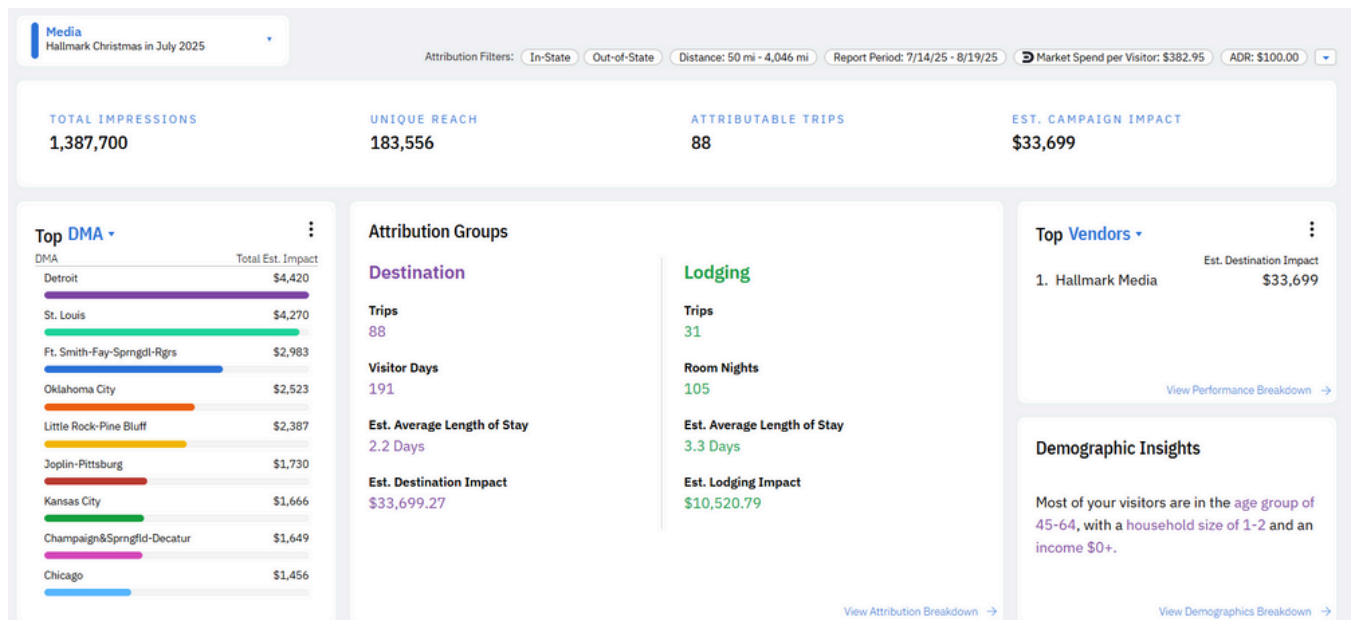 Media
Hallmark Christmas in July 2025
Attribution Filters: In-State Out-of-State Distance: 50 mi - 4,046 mi Report Period: 7/14/25 - 8/19/25 Market Spend per Visitor: $382.95 ADR: $100.00
TOTAL IMPRESSIONS
1,387,700
UNIQUE REACH
183,556
ATTRIBUTABLE TRIPS
88
EST. CAMPAIGN IMPACT
$33,699
Top DMA
DMA Total Est. Impact
Detroit $4,420
St. Louis $4,270
Ft. Smith-Fay-Sprngdl-Rgrs $2,983
Oklahoma City $2,523
Little Rock-Pine Bluff $2,387
Joplin-Pittsburg $1,730
Kansas City $1,666
Champaign&Sprngfld-Decatur $1,649
Chicago $1,456
Attribution Groups
Destination
Trips
88
Visitor Days
191
Est. Average Length of Stay
2.2 Days
Est. Destination Impact
$33,699.27
Lodging
Trips
31
Room Nights
105
Est. Average Length of Stay
3.3 Days
Est. Lodging Impact
$10,520.79
View Attribution Breakdown
Top Vendors
Est. Destination Impact
1. Hallmark Media $33,699
View Performance Breakdown
Demographic Insights
Most of your visitors are in the age group of
45-64, with a household size of 1-2 and an
income $0+.
View Demographics Breakdown